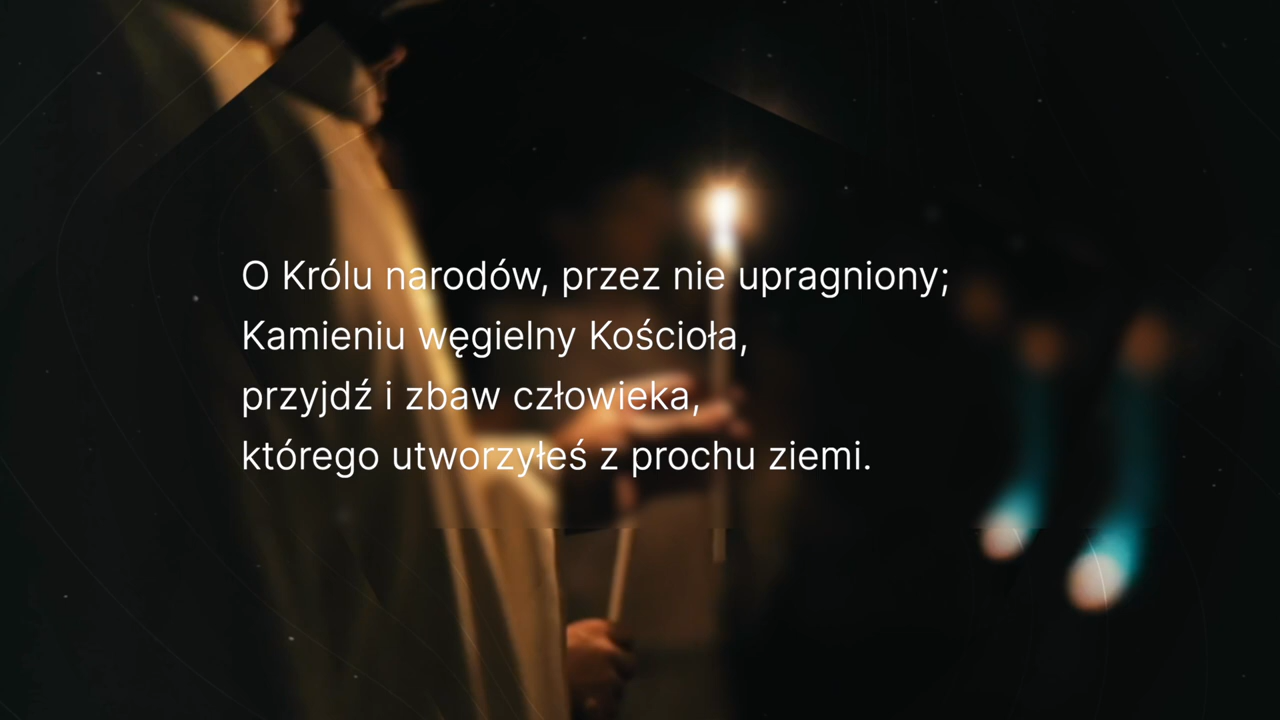 O Królu narodów, przez nie upragniony;
Kamieniu węgielny Kościoła,
przyjdź i zbaw człowieka,
którego utworzyłeś z prochu ziemi.